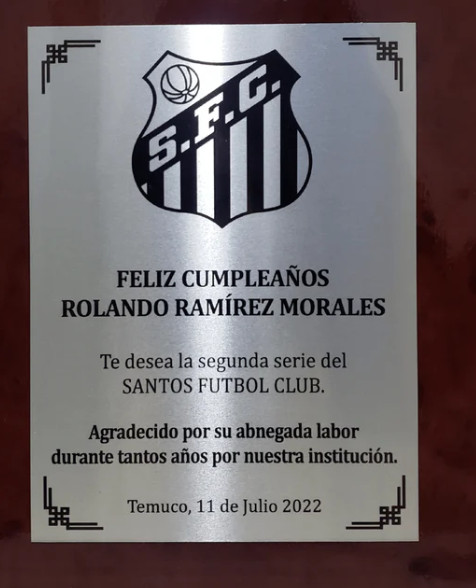 S.F.C.
FELIZ CUMPLEAÑOS
ROLANDO RAMÍREZ MORALES
Te desea la segunda serie del
SANTOS FUTBOL CLUB.
Agradecido por su abnegada labor
durante tantos años por nuestra institución.
Temuco, 11 de Julio 2022